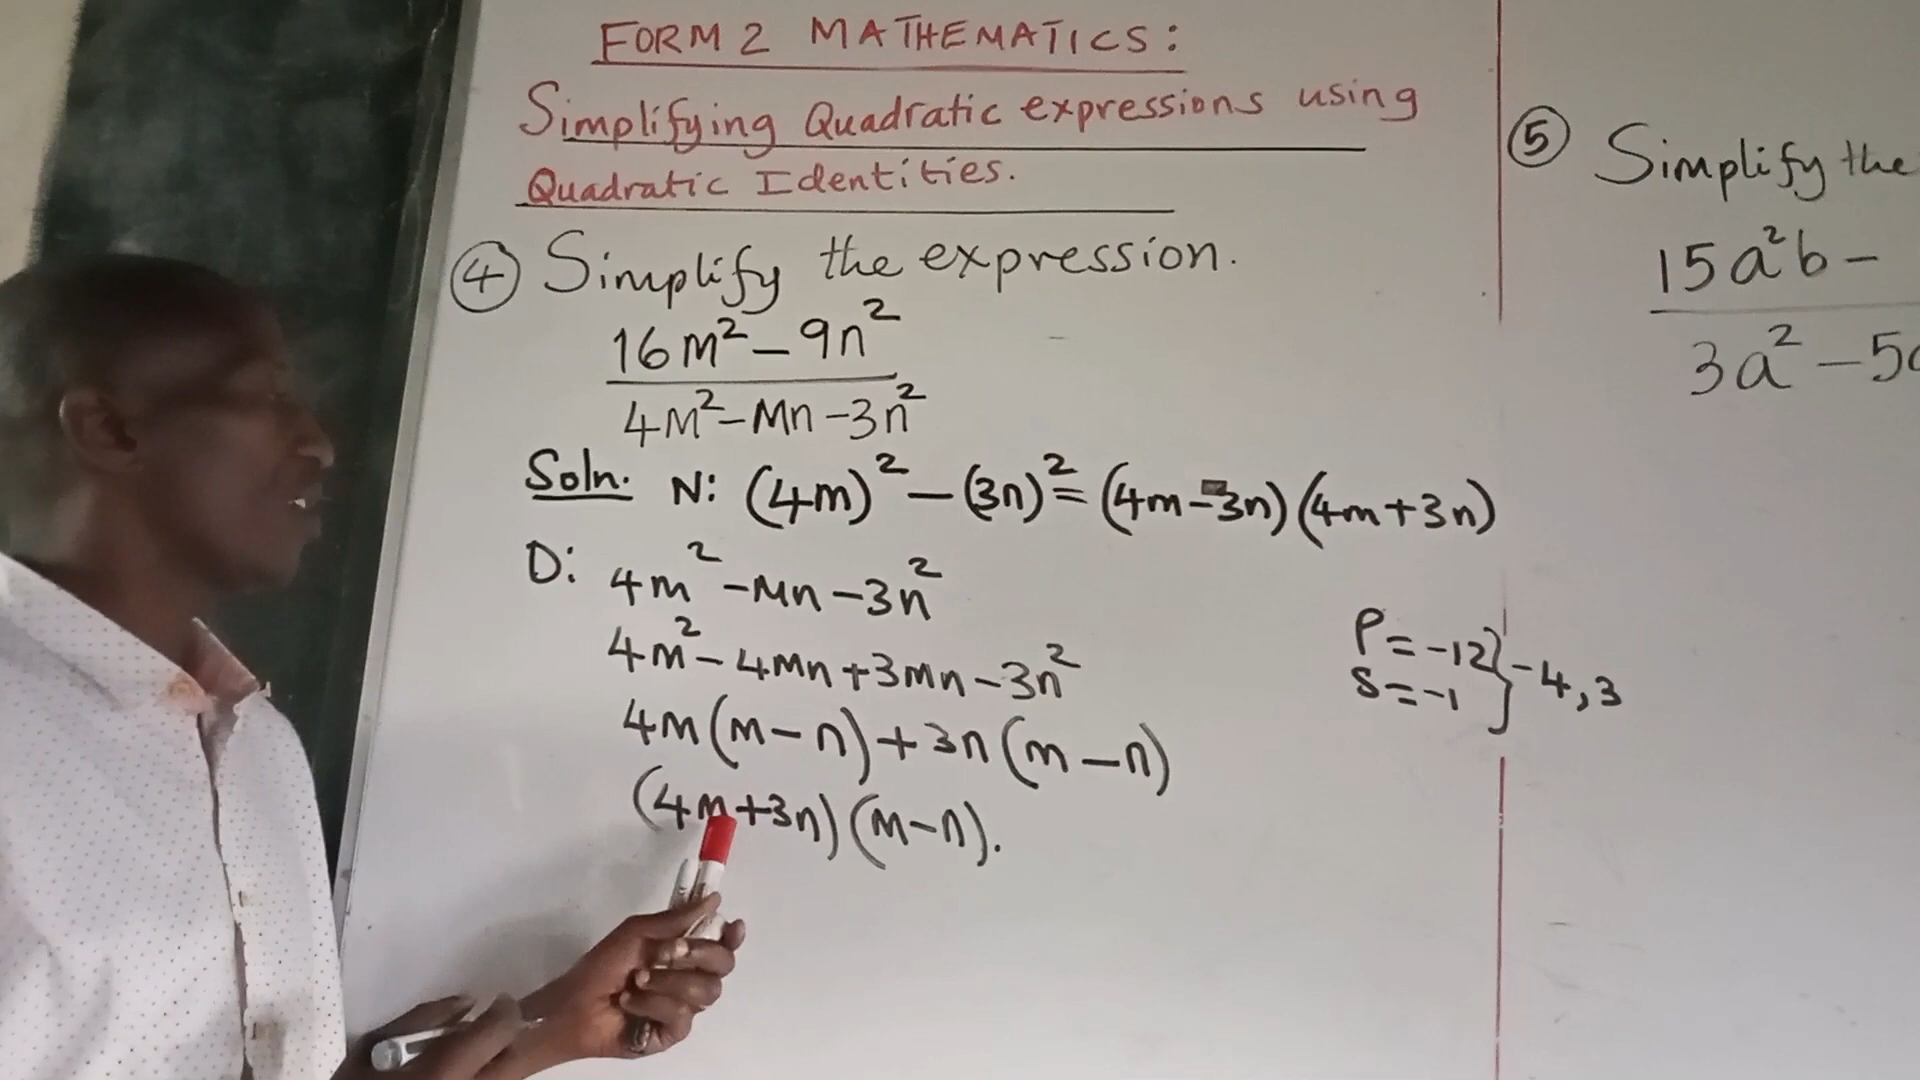 FORM 2 MATHEMATICS:
Simplifying Quadratic expressions using
Quadratic Identities.
④ Simplify the expression.
16m² - 9n²
4m² - mn - 3n²
Soln. N: (4m)² - (3n)² = (4m - 3n)(4m + 3n)
D: 4m² - mn - 3n²
4m² - 4mn + 3mn - 3n²
4m(m - n) + 3n(m - n)
(4m + 3n)(m - n).
P = -12
S = -1 } -4, 3
⑤ Simplify the
15a²b -
3a² - 5